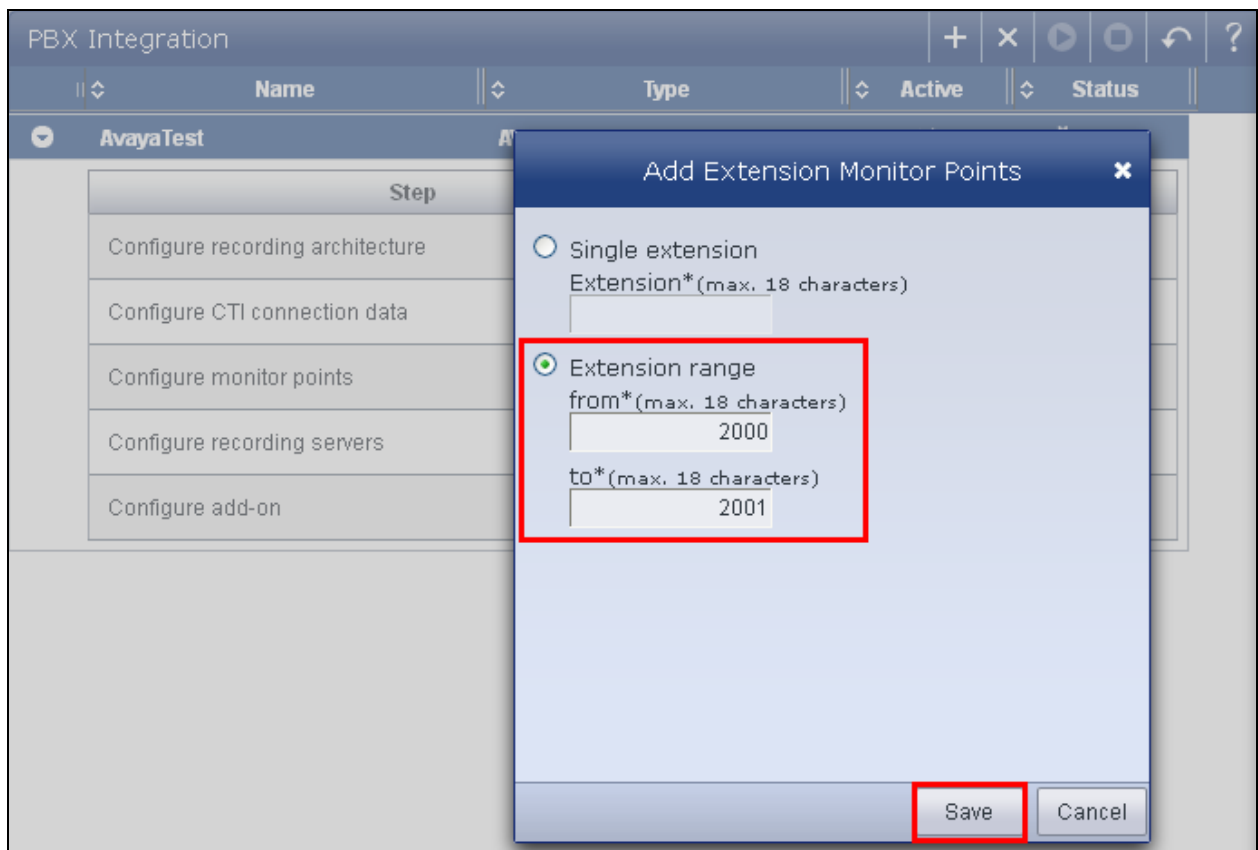 PBX Integration
Name Type Active Status
AvayaTest
Step
Configure recording architecture
Configure CTI connection data
Configure monitor points
Configure recording servers
Configure add-on
Add Extension Monitor Points
Single extension
Extension*(max. 18 characters)
Extension range
from*(max. 18 characters)
2000
to*(max. 18 characters)
2001
Save Cancel